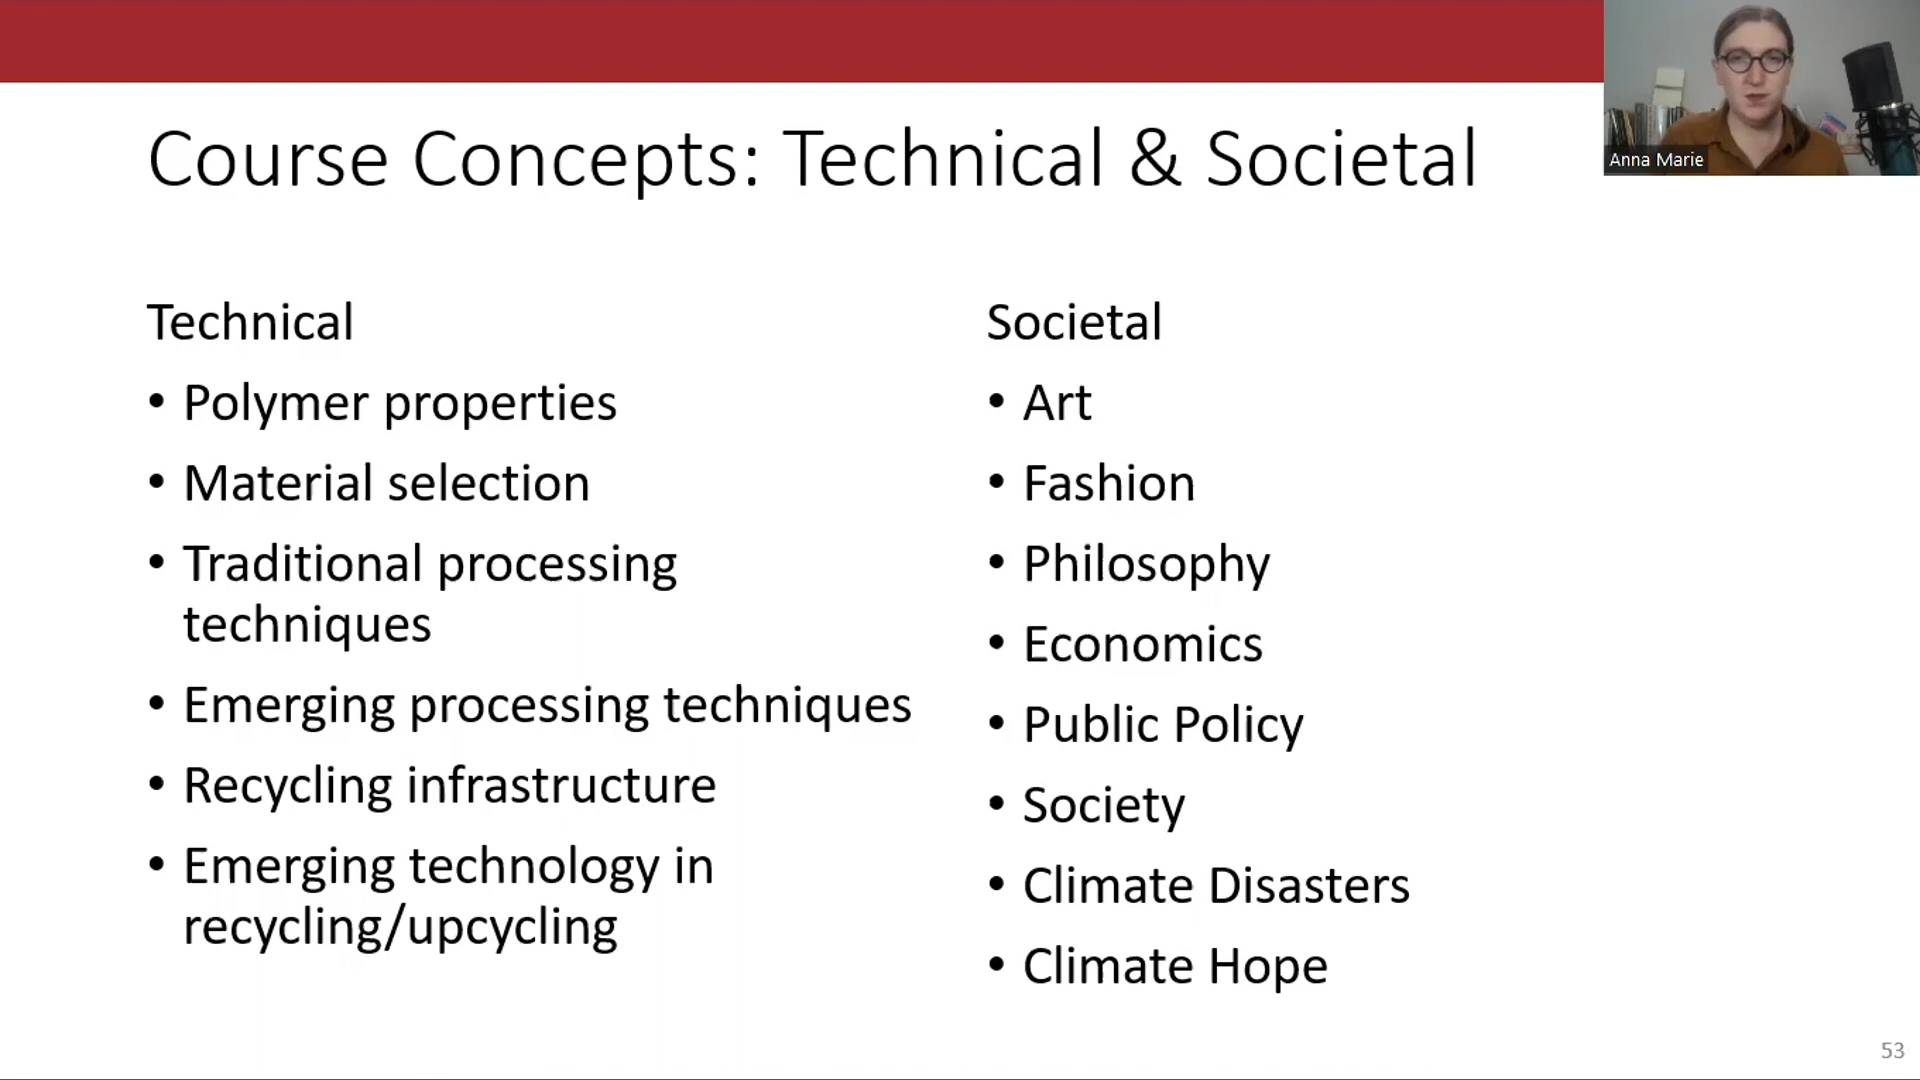 Course Concepts: Technical & Societal
Anna Marie
Technical
• Polymer properties
• Material selection
• Traditional processing
techniques
• Emerging processing techniques
• Recycling infrastructure
• Emerging technology in
recycling/upcycling
Societal
• Art
• Fashion
• Philosophy
• Economics
• Public Policy
• Society
• Climate Disasters
• Climate Hope
53